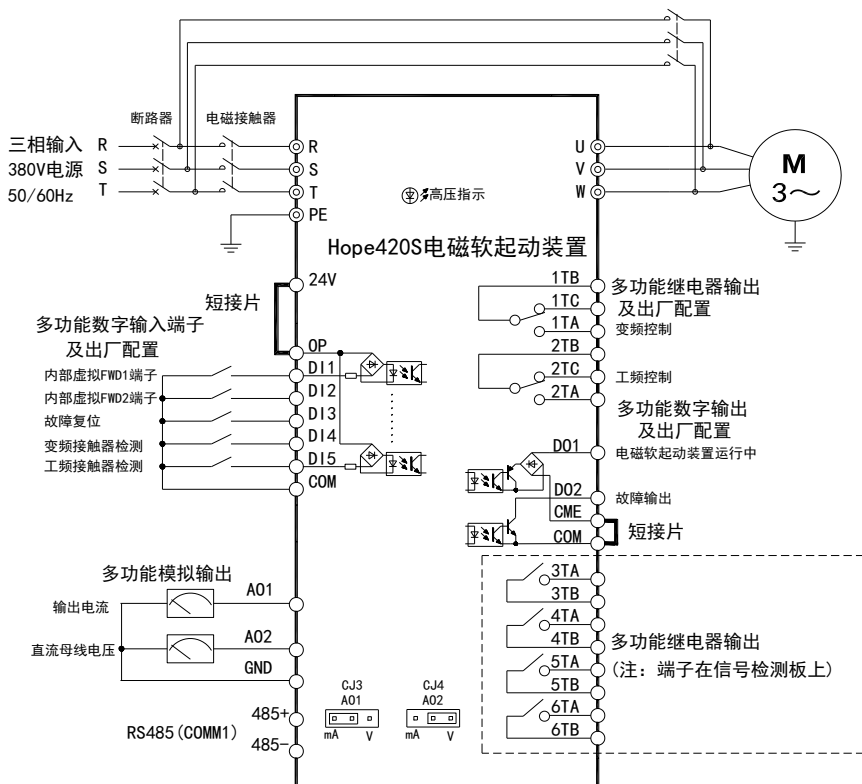 断路器 电磁接触器
三相输入 R
380V电源 S
50/60Hz T
R
S
T
PE
U
V
W
M
3～
高压指示
Hope420S电磁软起动装置
24V
短接片
多功能数字输入端子
及出厂配置
OP
内部虚拟FWD1端子 DI1
内部虚拟FWD2端子 DI2
故障复位 DI3
变频接触器检测 DI4
工频接触器检测 DI5
COM
1TB
1TC
1TA
多功能继电器输出
及出厂配置
变频控制
2TB
2TC
2TA
工频控制
多功能数字输出
及出厂配置
DO1 电磁软起动装置运行中
DO2 故障输出
CME
COM
短接片
多功能模拟输出
输出电流 AO1
直流母线电压 AO2
GND
RS485(COMM1)
485+
485-
CJ3
AO1
mA V
CJ4
AO2
mA V
3TA
3TB
4TA
4TB
5TA
5TB
6TA
6TB
多功能继电器输出
(注：端子在信号检测板上)